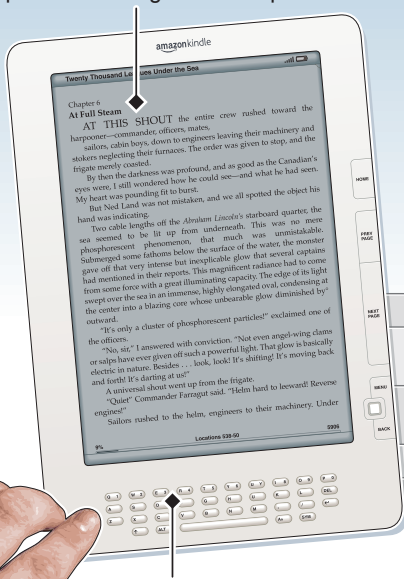 amazonkindle
Twenty Thousand Leagues Under the Sea
Chapter 6
At Full Steam
AT THIS SHOUT the entire crew rushed toward the
harpooner—commander, officers, mates,
sailors, cabin boys, down to engineers leaving their machinery and
stokers neglecting their furnaces. The order was given to stop, and the
frigate merely coasted.
By then the darkness was profound, and as good as the Canadian's
eyes were, I still wondered how he could see—and what he had seen.
My heart was pounding fit to burst.
But Ned Land was not mistaken, and we all spotted the object his
hand was indicating.
Two cable lengths off the Abraham Lincoln's starboard quarter, the
sea seemed to be lit up from underneath. This was no mere
phosphorescent phenomenon, that much was unmistakable.
Submerged some fathoms below the surface of the water, the monster
gave off that very intense but inexplicable glow that several captains
had mentioned in their reports. This magnificent radiance had to come
from some force with a great illuminating capacity. The edge of its light
swept over the sea in an immense, highly elongated oval, condensing at
the center into a blazing core whose unbearable glow diminished by"
outward.
"It's only a cluster of phosphorescent particles!" exclaimed one of
the officers.
"No, sir," I answered with conviction. "Not even angel-wing clams
or salps have ever given off such a powerful light. That glow is basically
electric in nature. Besides . . . look, look! It's shifting! It's moving back
and forth! It's darting at us!"
A universal shout went up from the frigate.
"Quiet" Commander Farragut said. "Helm hard to leeward! Reverse
engines!"
Sailors rushed to the helm, engineers to their machinery. Under
9%
Locations 538-50
5906
HOME
PREV
PAGE
NEXT
PAGE
MENU
BACK
Q 1 W 2 E 3 R 4 T 5 Y 6 U 7 I 8 O 9 P 0
A S D G H J K L DEL
Z X C V B N M
ALT Aa SYM